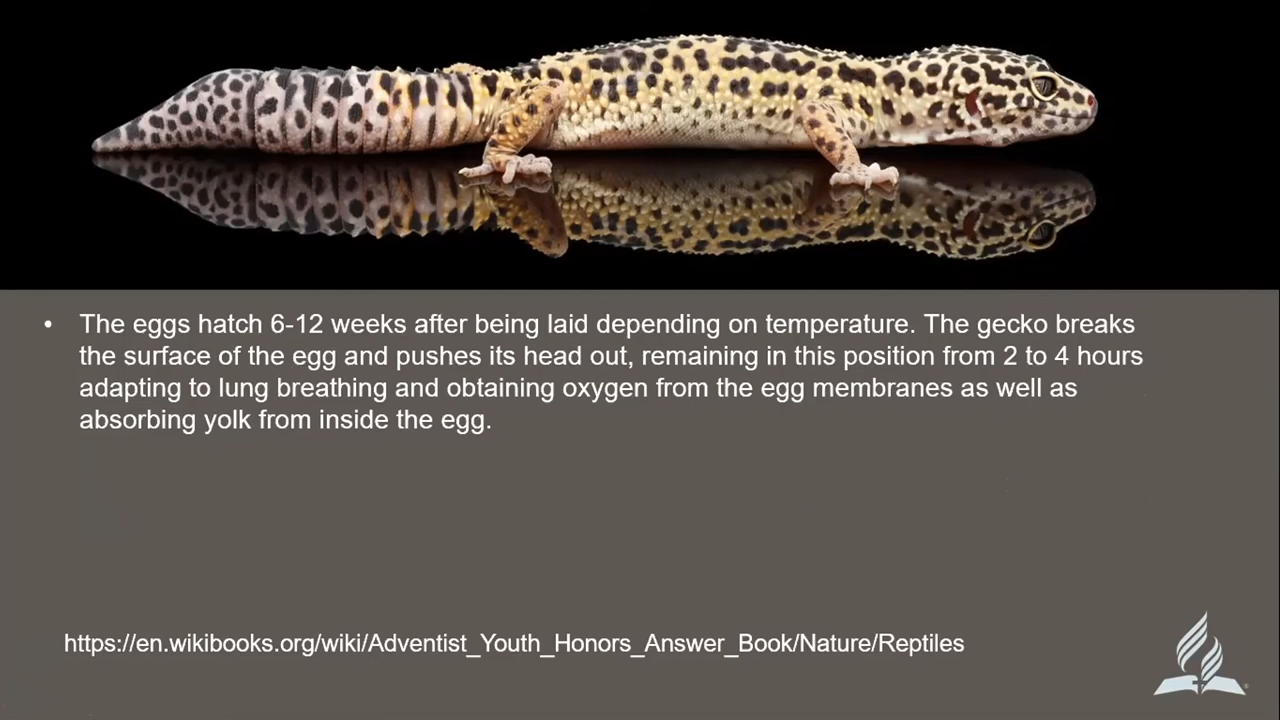 • The eggs hatch 6-12 weeks after being laid depending on temperature. The gecko breaks
the surface of the egg and pushes its head out, remaining in this position from 2 to 4 hours
adapting to lung breathing and obtaining oxygen from the egg membranes as well as
absorbing yolk from inside the egg.
https://en.wikibooks.org/wiki/Adventist_Youth_Honors_Answer_Book/Nature/Reptiles